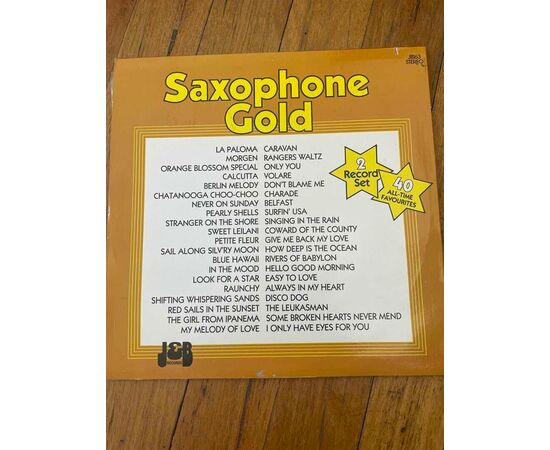 JB163
STEREO
Saxophone
Gold
LA PALOMA CARAVAN
MORGEN RANGERS WALTZ
ORANGE BLOSSOM SPECIAL ONLY YOU
CALCUTTA VOLARE
BERLIN MELODY DON'T BLAME ME
CHATANOOGA CHOO-CHOO CHARADE
NEVER ON SUNDAY BELFAST
PEARLY SHELLS SURFIN' USA
STRANGER ON THE SHORE SINGING IN THE RAIN
SWEET LEILANI COWARD OF THE COUNTY
PETITE FLEUR GIVE ME BACK MY LOVE
SAIL ALONG SILV'RY MOON HOW DEEP IS THE OCEAN
BLUE HAWAII RIVERS OF BABYLON
IN THE MOOD HELLO GOOD MORNING
LOOK FOR A STAR EASY TO LOVE
RAUNCHY ALWAYS IN MY HEART
SHIFTING WHISPERING SANDS DISCO DOG
RED SAILS IN THE SUNSET THE LEUKASMAN
THE GIRL FROM IPANEMA SOME BROKEN HEARTS NEVER MEND
MY MELODY OF LOVE I ONLY HAVE EYES FOR YOU
2
Record
Set
40
ALL-TIME
FAVOURITES
J&B
RECORDS